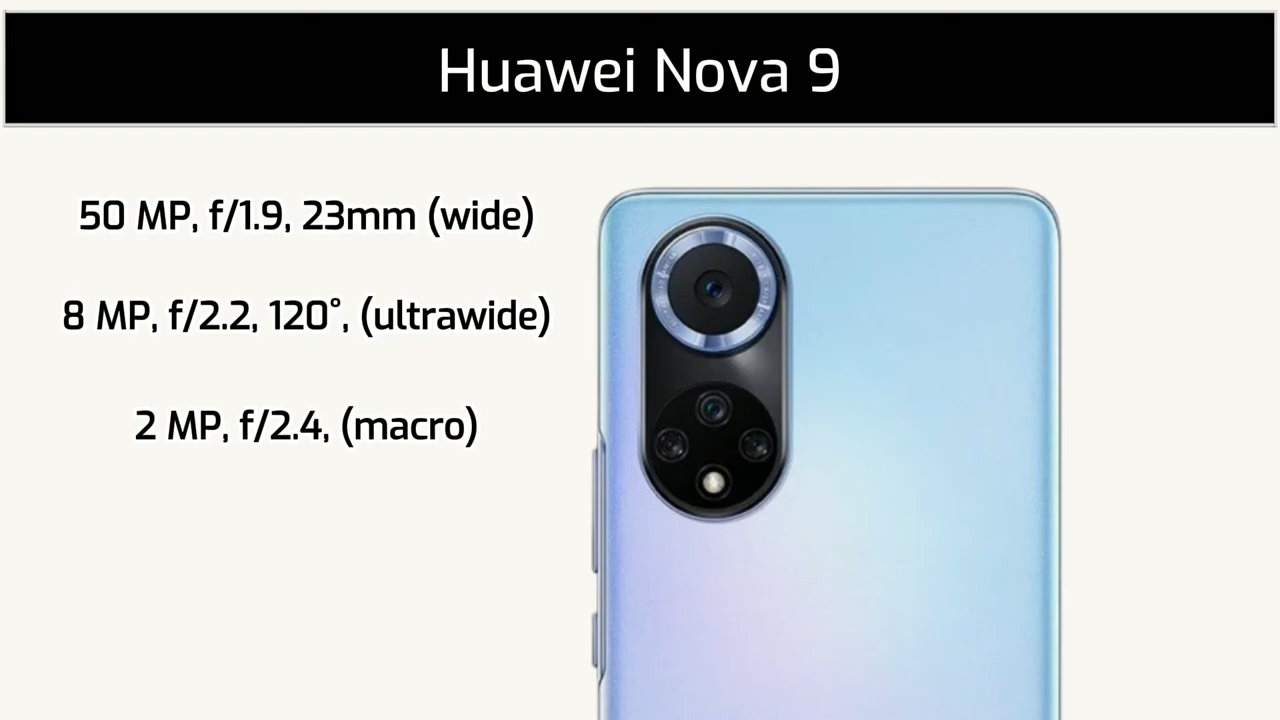 Huawei Nova 9
50 MP, f/1.9, 23mm (wide)
8 MP, f/2.2, 120°, (ultrawide)
2 MP, f/2.4, (macro)